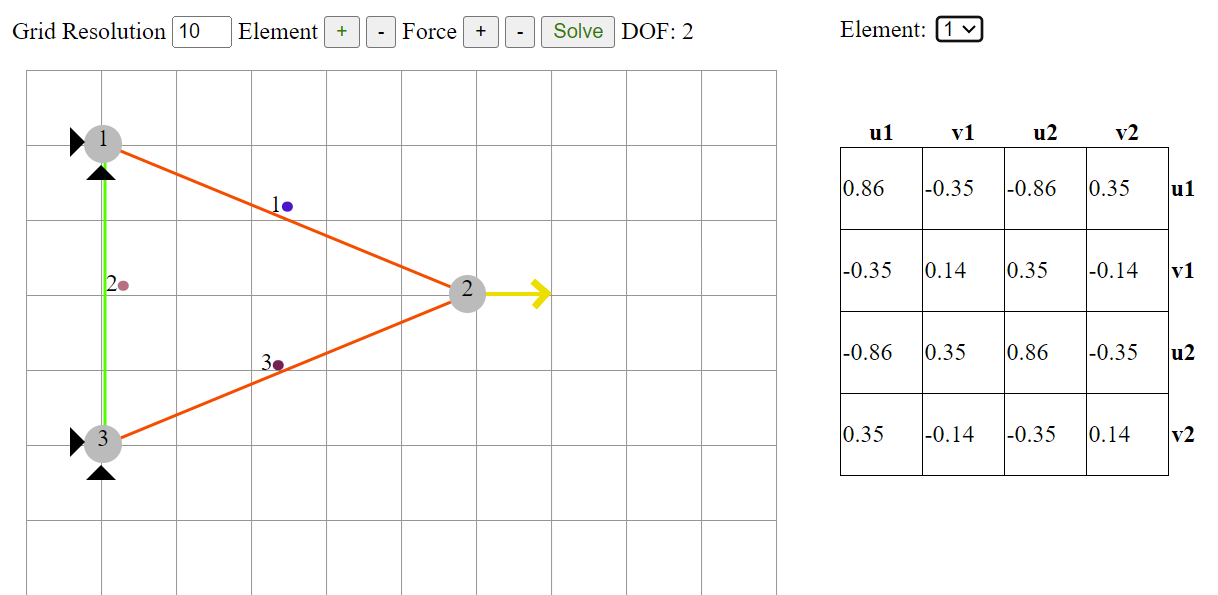 Grid Resolution 10 Element + - Force + - Solve DOF: 2
Element: 1
1
1
2
2
3
3
u1 v1 u2 v2
0.86 -0.35 -0.86 0.35 u1
-0.35 0.14 0.35 -0.14 v1
-0.86 0.35 0.86 -0.35 u2
0.35 -0.14 -0.35 0.14 v2